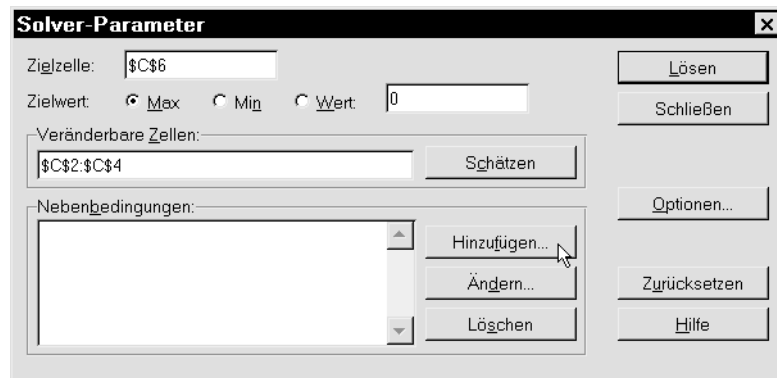 Solver-Parameter
Zielzelle: $C$6
Lösen
Zielwert: Max Min Wert: 0
Schließen
Veränderbare Zellen:
$C$2:$C$4
Schätzen
Optionen...
Nebenbedingungen:
Hinzufügen...
Ändern...
Zurücksetzen
Löschen
Hilfe